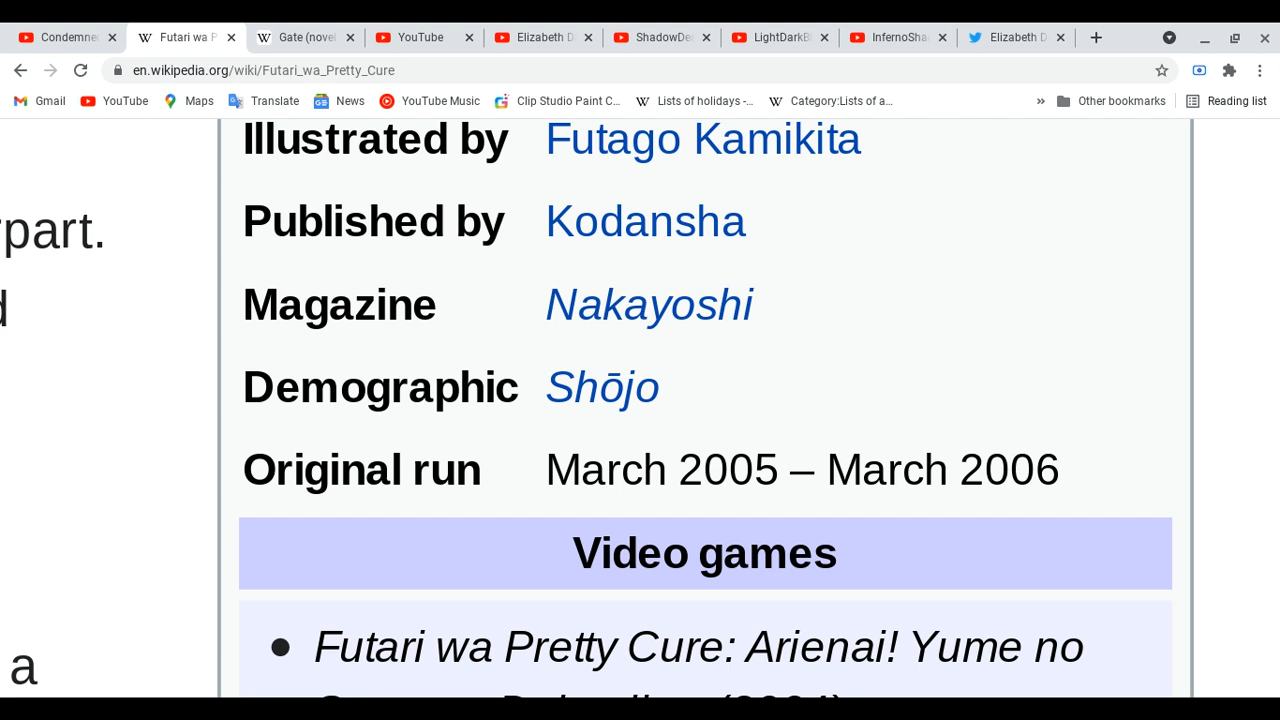 Condemne
Futari wa P
Gate (nove
YouTube
Elizabeth D
ShadowDe
LightDarkB
InfernoSha
Elizabeth D
en.wikipedia.org/wiki/Futari_wa_Pretty_Cure
Gmail YouTube Maps Translate News YouTube Music Clip Studio Paint C... Lists of holidays -... Category:Lists of a... » Other bookmarks Reading list
part.
d
a
Illustrated by Futago Kamikita
Published by Kodansha
Magazine Nakayoshi
Demographic Shōjo
Original run March 2005 – March 2006
Video games
• Futari wa Pretty Cure: Arienai! Yume no